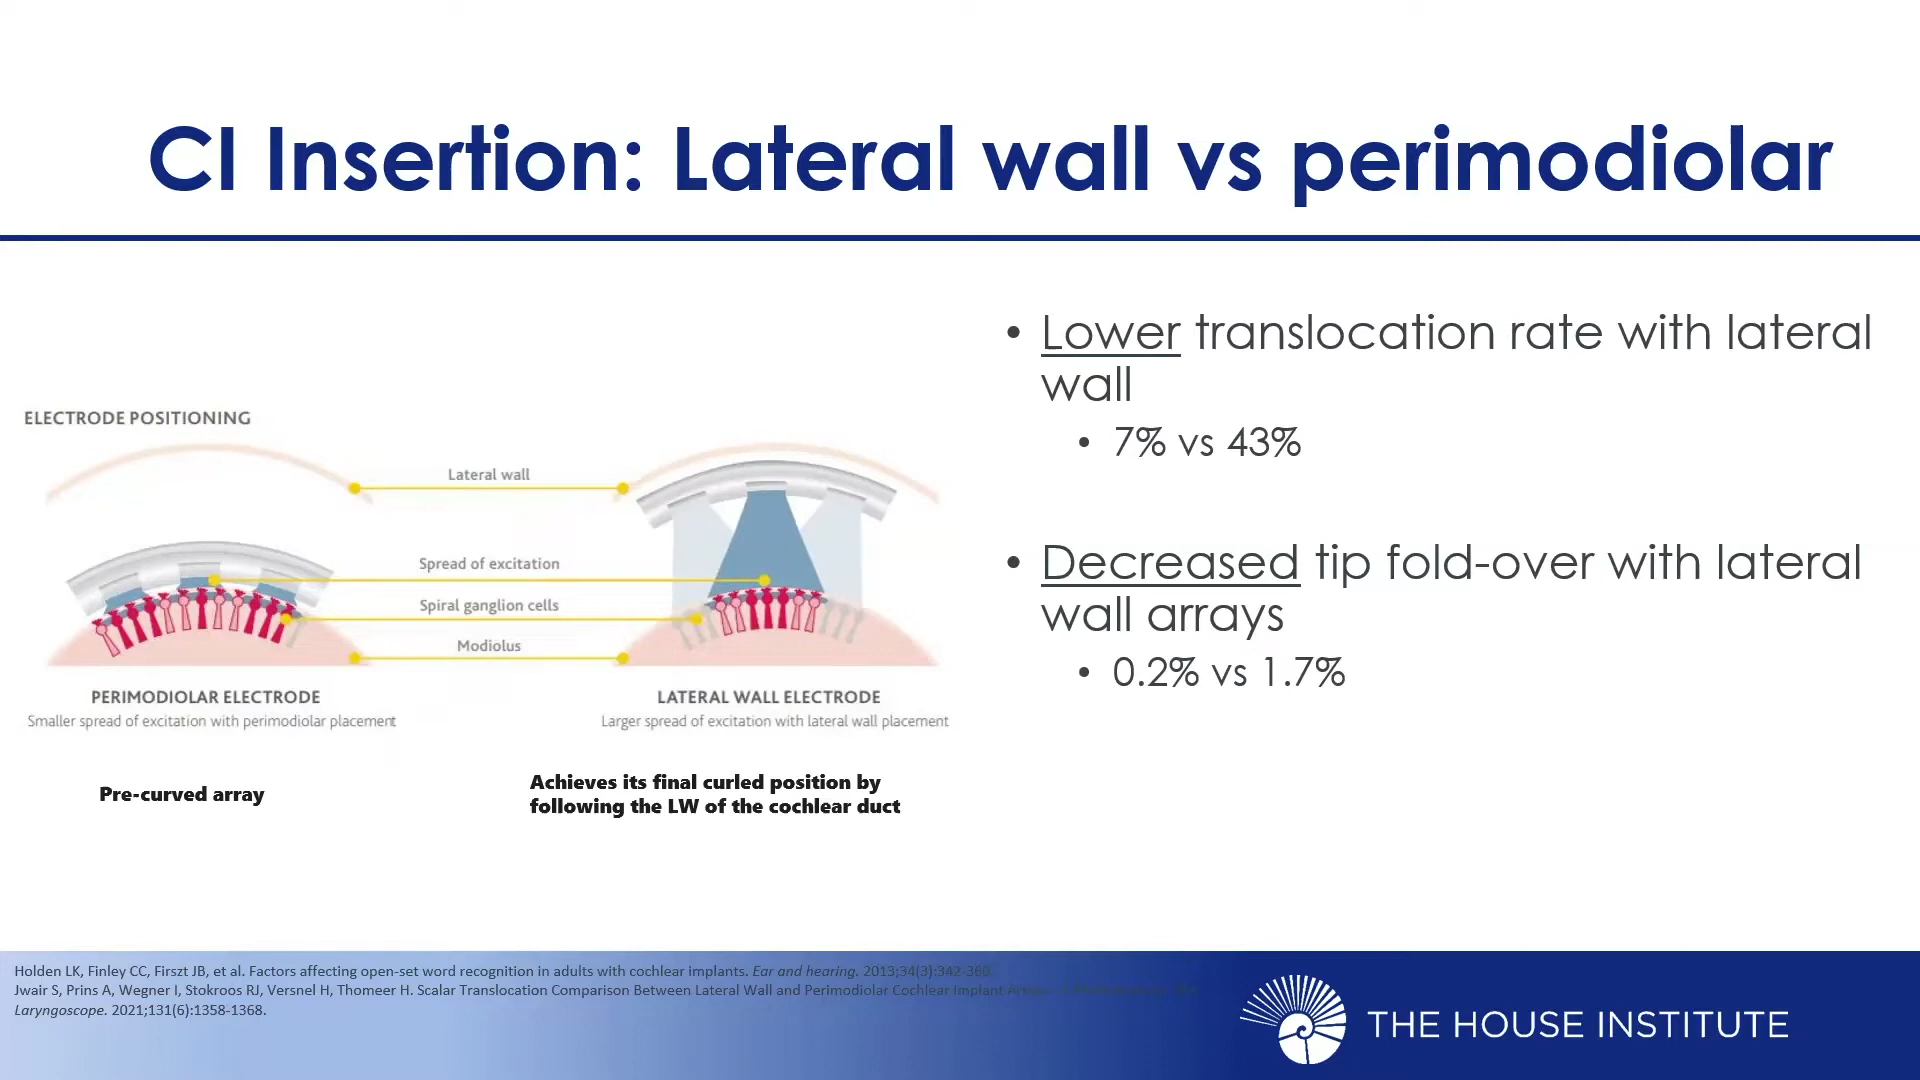 CI Insertion: Lateral wall vs perimodiolar
ELECTRODE POSITIONING
Lateral wall
Spread of excitation
Spiral ganglion cells
Modiolus
PERIMODIOLAR ELECTRODE
Smaller spread of excitation with perimodiolar placement
LATERAL WALL ELECTRODE
Larger spread of excitation with lateral wall placement
Pre-curved array
Achieves its final curled position by
following the LW of the cochlear duct
• Lower translocation rate with lateral
wall
• 7% vs 43%
• Decreased tip fold-over with lateral
wall arrays
• 0.2% vs 1.7%
Holden LK, Finley CC, Firszt JB, et al. Factors affecting open-set word recognition in adults with cochlear implants. Ear and hearing. 2013;34(3):342-360.
Jwair S, Prins A, Wegner I, Stokroos RJ, Versnel H, Thomeer H. Scalar Translocation Comparison Between Lateral Wall and Perimodiolar Cochlear Implant
Laryngoscope. 2021;131(6):1358-1368.
THE HOUSE INSTITUTE